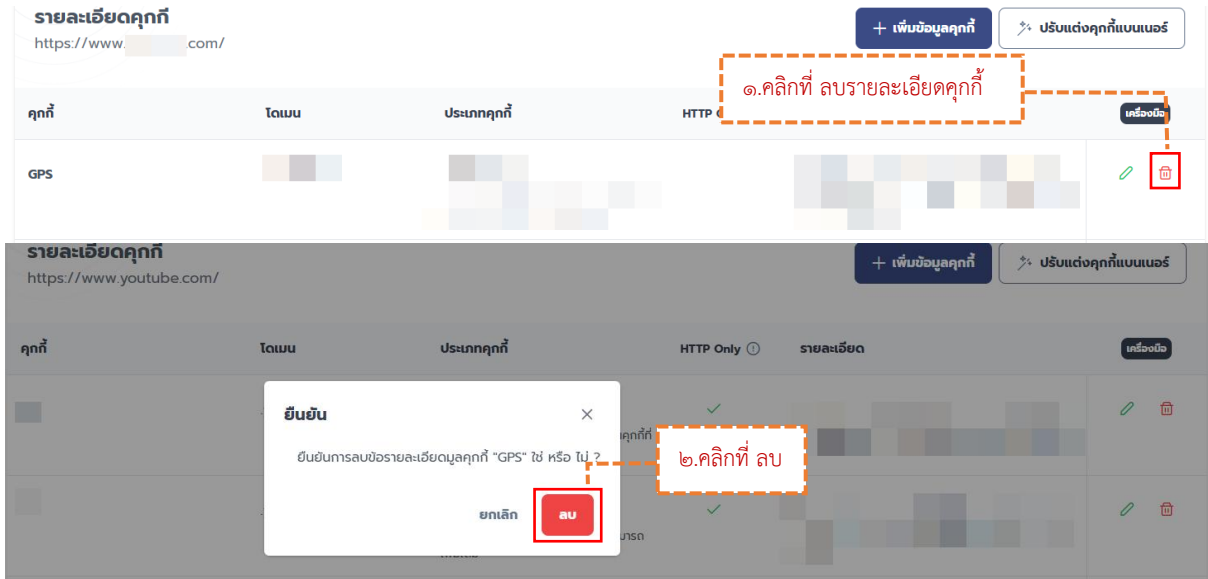 รายละเอียดคุกกี้
https://www. .com/
+ เพิ่มข้อมูลคุกกี้
ปรับแต่งคุกกี้แบนเนอร์
๑.คลิกที่ ลบรายละเอียดคุกกี้
คุกกี้ โดเมน ประเภทคุกกี้ HTTP เครื่องมือ
GPS
รายละเอียดคุกกี้
https://www.youtube.com/
+ เพิ่มข้อมูลคุกกี้
ปรับแต่งคุกกี้แบนเนอร์
คุกกี้ โดเมน ประเภทคุกกี้ HTTP Only รายละเอียด เครื่องมือ
ยืนยัน
ยืนยันการลบข้อรายละเอียดมูลคุกกี้ "GPS" ใช่ หรือ ไม่ ?
๒.คลิกที่ ลบ
ยกเลิก ลบ